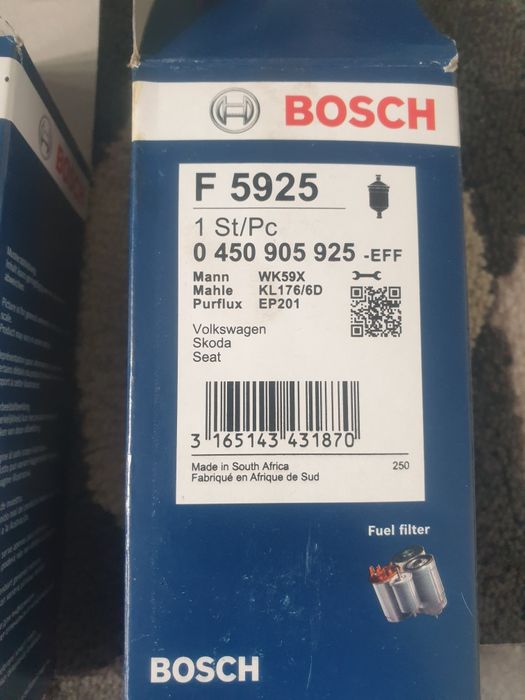 BOSCH
F 5925
1 St/Pc
0 450 905 925 -EFF
Mann WK59X
Mahle KL176/6D
Purflux EP201
Volkswagen
Skoda
Seat
3 165143 431870
Made in South Africa 250
Fabriqué en Afrique de Sud
Fuel filter
BOSCH